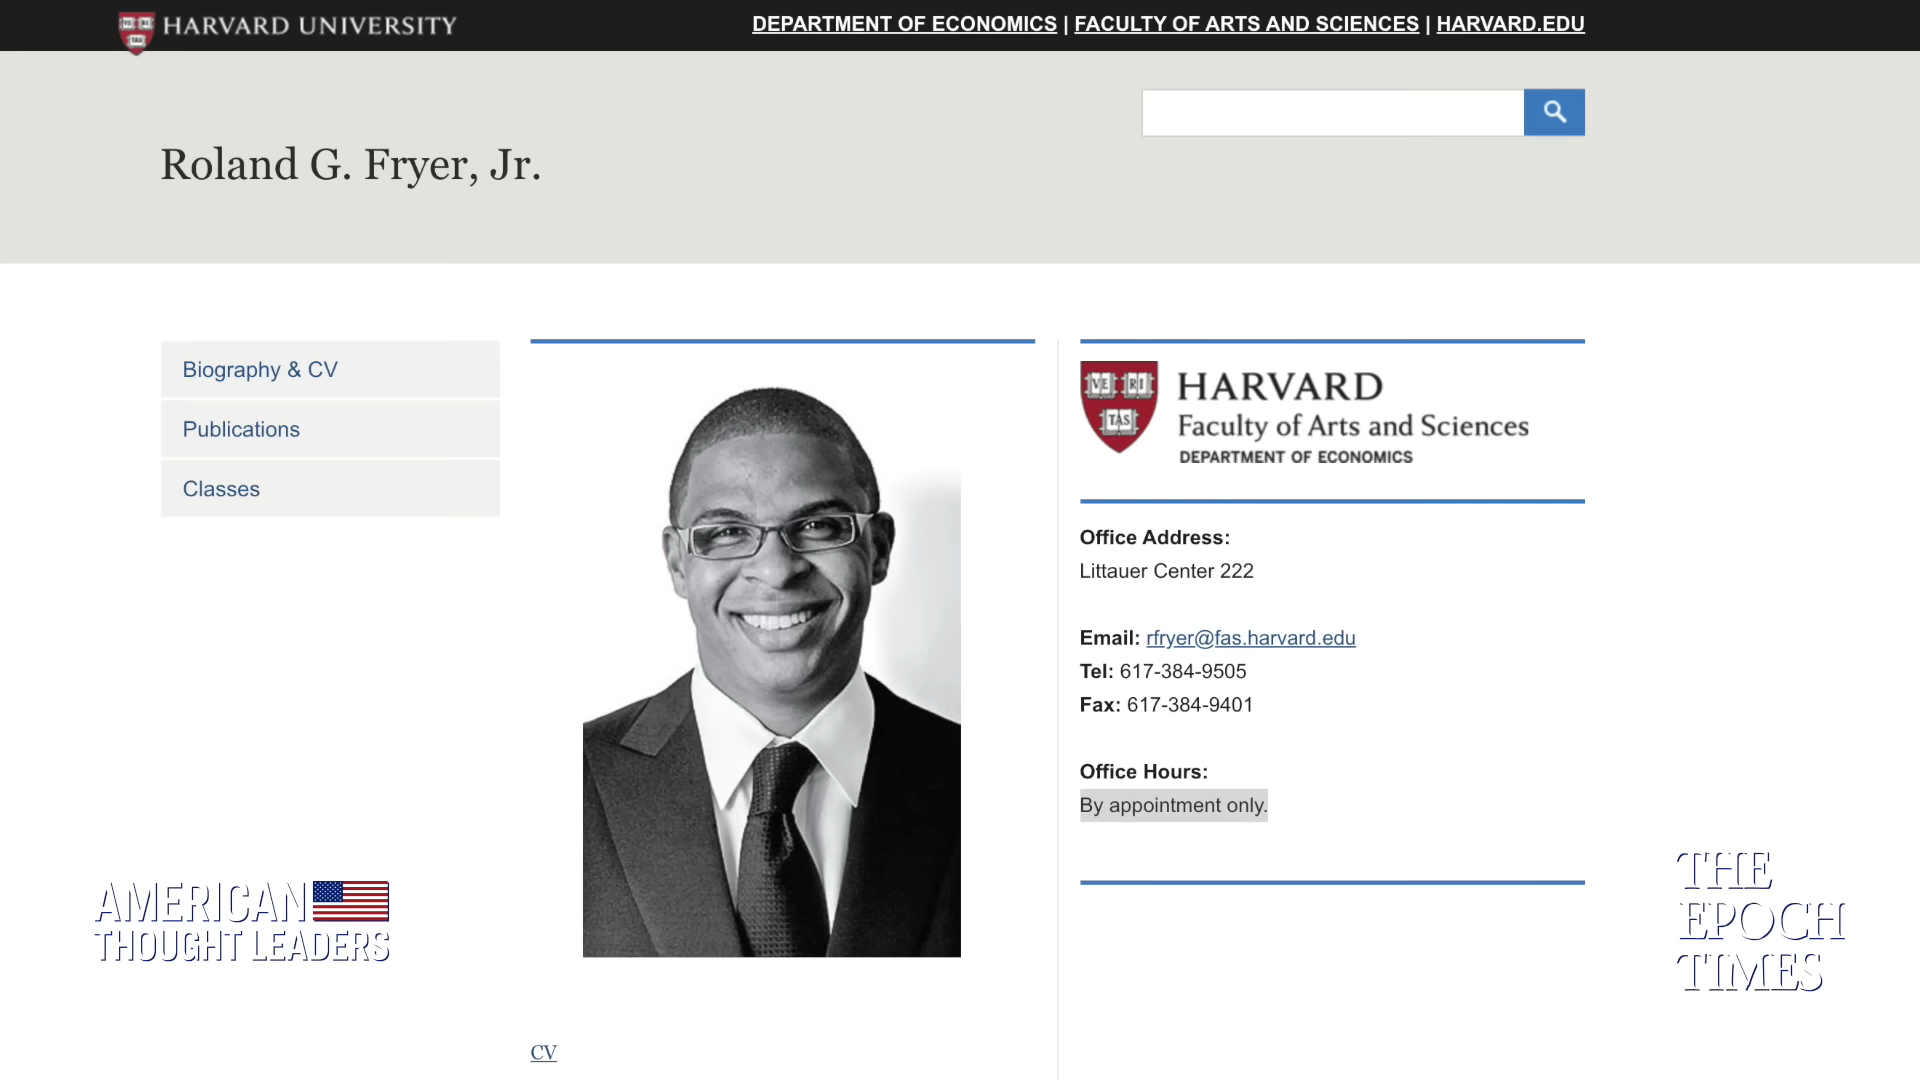 HARVARD UNIVERSITY
DEPARTMENT OF ECONOMICS | FACULTY OF ARTS AND SCIENCES | HARVARD.EDU
Roland G. Fryer, Jr.
Biography & CV
Publications
Classes
VE RI
TAS
HARVARD
Faculty of Arts and Sciences
DEPARTMENT OF ECONOMICS
Office Address:
Littauer Center 222
Email: rfryer@fas.harvard.edu
Tel: 617-384-9505
Fax: 617-384-9401
Office Hours:
By appointment only.
AMERICAN
THOUGHT LEADERS
THE
EPOCH
TIMES
CV